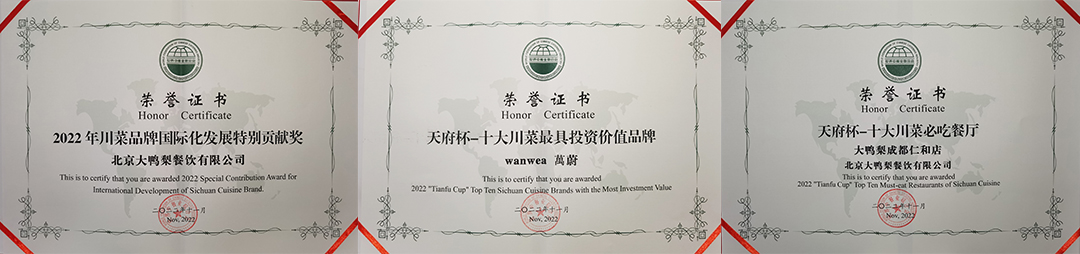 荣誉证书
Honor Certificate
2022年川菜品牌国际化发展特别贡献奖
北京大鸭梨餐饮有限公司
This is to certify that you are awarded 2022 Special Contribution Award for
International Development of Sichuan Cuisine Brand.
二〇二二年十一月
Nov, 2022
荣誉证书
Honor Certificate
天府杯–十大川菜最具投资价值品牌
wanwea 萬蔚
This is to certify that you are awarded
2022 "Tianfu Cup" Top Ten Sichuan Cuisine Brands with the Most Investment Value
二〇二二年十一月
Nov, 2022
荣誉证书
Honor Certificate
天府杯–十大川菜必吃餐厅
大鸭梨成都仁和店
北京大鸭梨餐饮有限公司
This is to certify that you are awarded
2022 "Tianfu Cup" Top Ten Must-eat Restaurants of Sichuan Cuisine
二〇二二年十一月
Nov, 2022